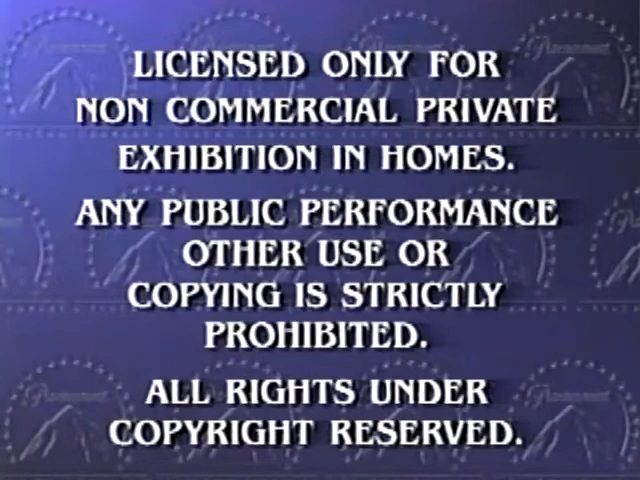 LICENSED ONLY FOR
NON COMMERCIAL PRIVATE
EXHIBITION IN HOMES.
ANY PUBLIC PERFORMANCE
OTHER USE OR
COPYING IS STRICTLY
PROHIBITED.
ALL RIGHTS UNDER
COPYRIGHT RESERVED.